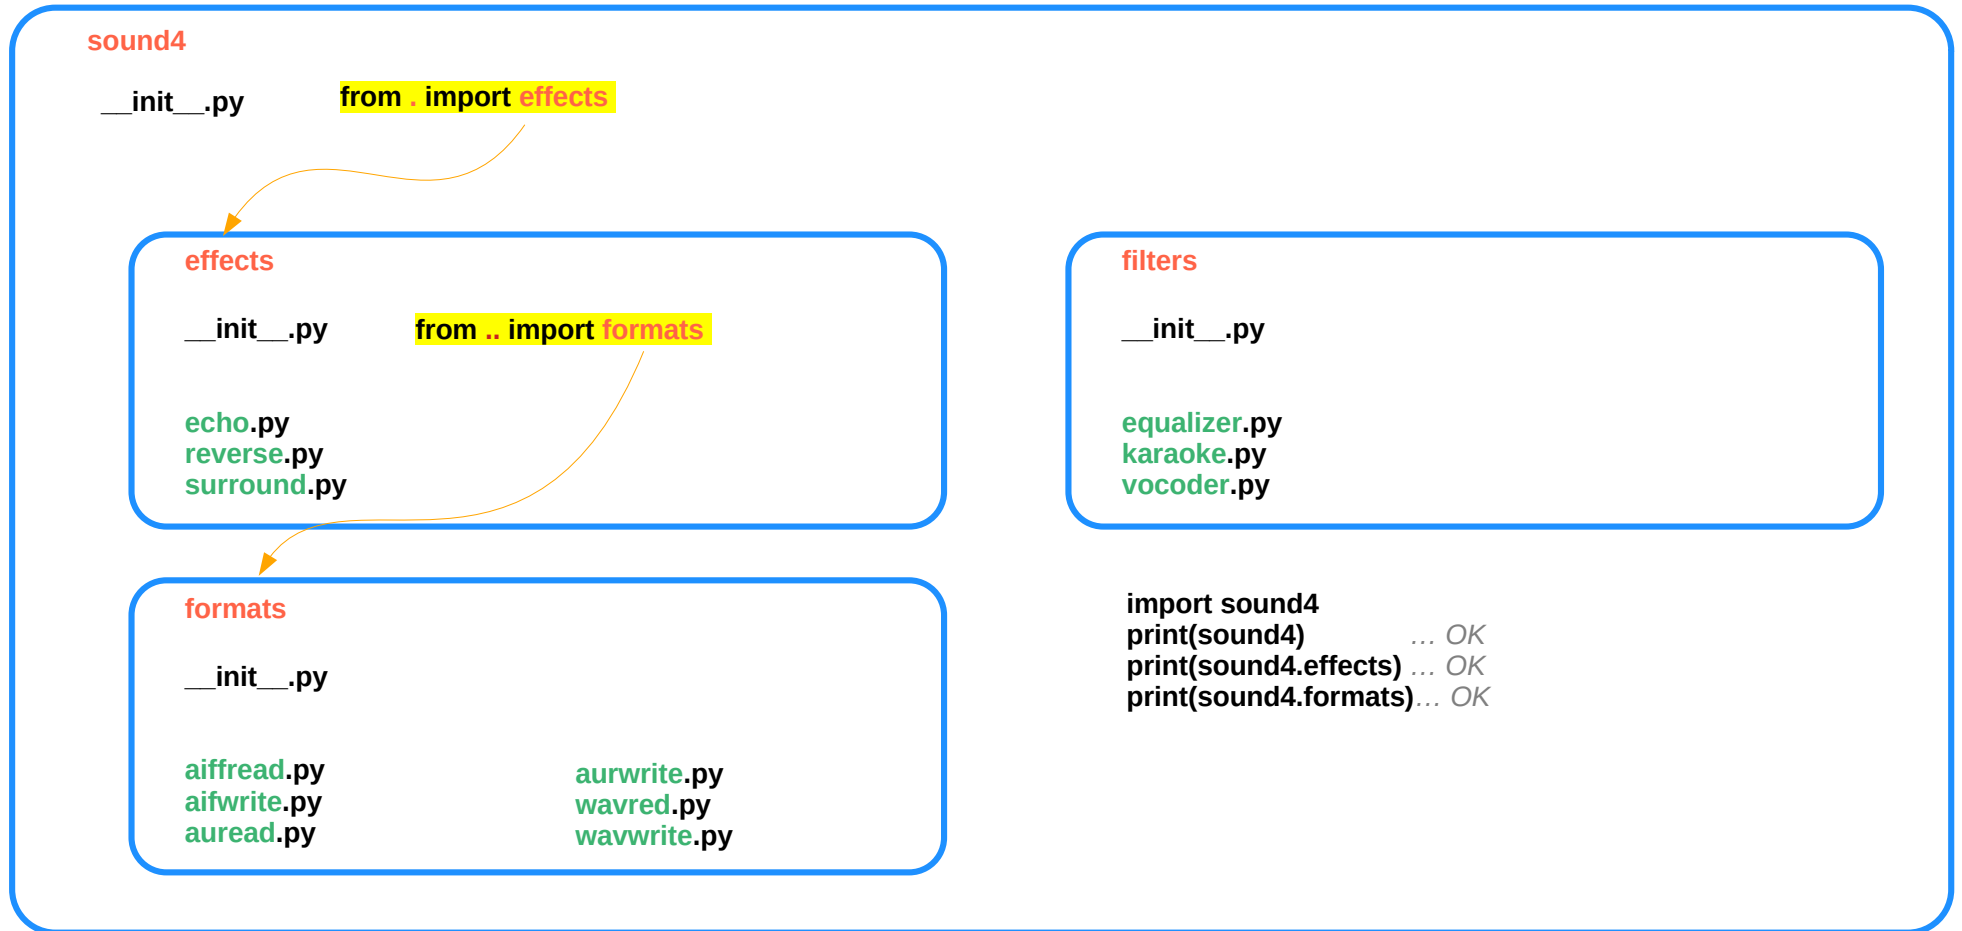 sound4
__init__.py from . import effects
effects
__init__.py from .. import formats
echo.py
reverse.py
surround.py
filters
__init__.py
equalizer.py
karaoke.py
vocoder.py
formats
__init__.py
aiffread.py
aifwrite.py
auread.py
aurwrite.py
wavred.py
wavwrite.py
import sound4
print(sound4) … OK
print(sound4.effects) … OK
print(sound4.formats)… OK